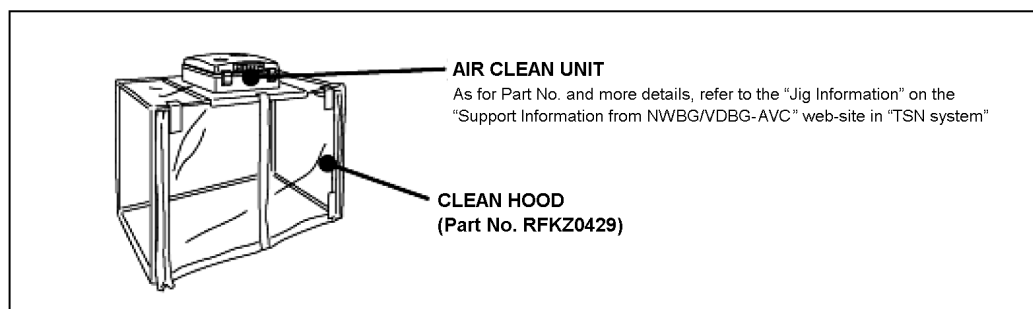 AIR CLEAN UNIT
As for Part No. and more details, refer to the “Jig Information” on the
“Support Information from NWBG/VDBG-AVC” web-site in “TSN system”
CLEAN HOOD
(Part No. RFKZ0429)